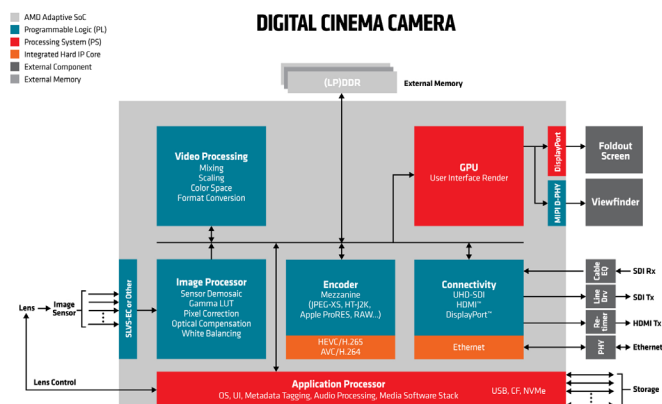 DIGITAL CINEMA CAMERA
AMD Adaptive SoC
Programmable Logic (PL)
Processing System (PS)
Integrated Hard IP Core
External Component
External Memory
(LP)DDR
External Memory
Video Processing
Mixing
Scaling
Color Space
Format Conversion
GPU
User Interface Render
DisplayPort
Foldout
Screen
MIPI D-PHY
Viewfinder
Lens
Image
Sensor
SLVS-EC or Other
Image Processor
Sensor Demosaic
Gamma LUT
Pixel Correction
Optical Compensation
White Balancing
Encoder
Mezzanine
(JPEG-XS, HT-J2K,
Apple ProRES, RAW...)
HEVC/H.265
AVC/H.264
Connectivity
UHD-SDI
HDMI™
DisplayPort™
Ethernet
Cable
EQ
SDI Rx
Line
Drv
SDI Tx
Re-
timer
HDMI Tx
PHY
Ethernet
Lens Control
Application Processor
OS, UI, Metadata Tagging, Audio Processing, Media Software Stack
USB, CF, NVMe
Storage